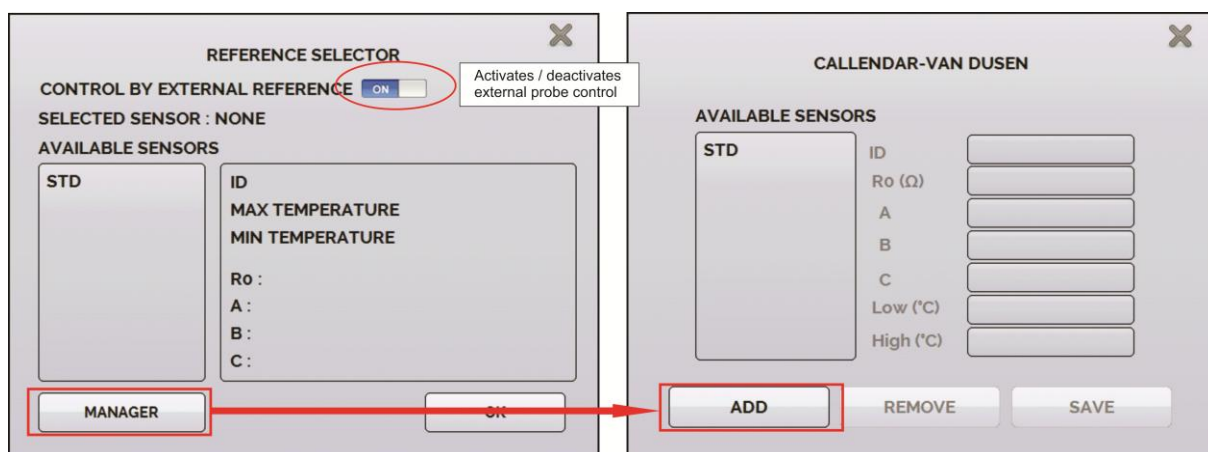 REFERENCE SELECTOR
CONTROL BY EXTERNAL REFERENCE ON
Activates / deactivates
external probe control
SELECTED SENSOR : NONE
AVAILABLE SENSORS
STD
ID
MAX TEMPERATURE
MIN TEMPERATURE
Ro :
A :
B :
C :
MANAGER
OK
CALLENDAR-VAN DUSEN
AVAILABLE SENSORS
STD
ID
Ro (Ω)
A
B
C
Low (°C)
High (°C)
ADD
REMOVE
SAVE